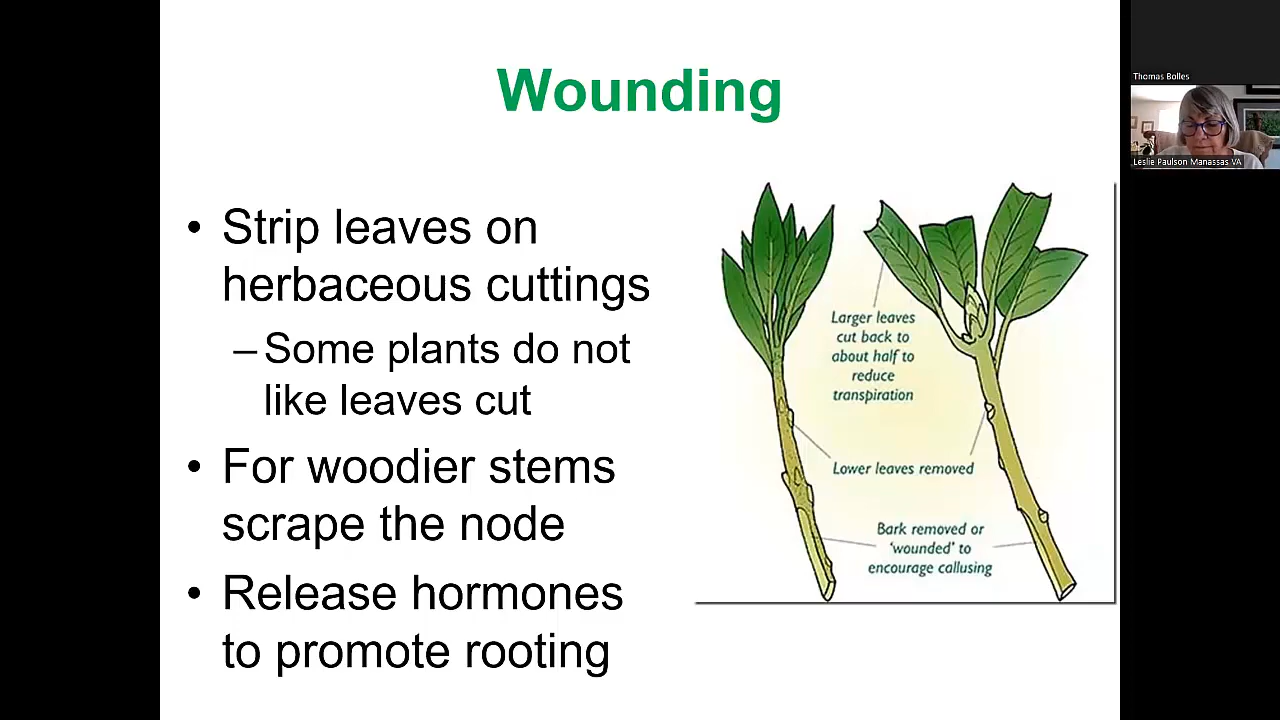 Wounding
• Strip leaves on
herbaceous cuttings
– Some plants do not
like leaves cut
• For woodier stems
scrape the node
• Release hormones
to promote rooting
Larger leaves
cut back to
about half to
reduce
transpiration
Lower leaves removed
Bark removed or
'wounded' to
encourage callusing
Thomas Bolles
Leslie Paulson Manassas VA